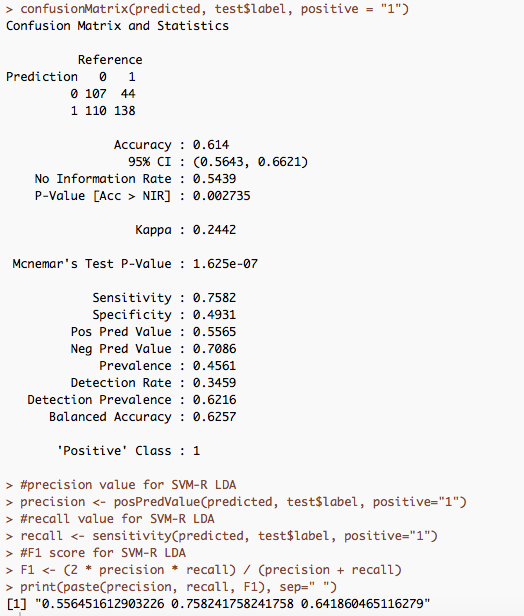 > confusionMatrix(predicted, test$label, positive = "1")
Confusion Matrix and Statistics
Reference
Prediction 0 1
0 107 44
1 110 138
Accuracy : 0.614
95% CI : (0.5643, 0.6621)
No Information Rate : 0.5439
P-Value [Acc > NIR] : 0.002735
Kappa : 0.2442
Mcnemar's Test P-Value : 1.625e-07
Sensitivity : 0.7582
Specificity : 0.4931
Pos Pred Value : 0.5565
Neg Pred Value : 0.7086
Prevalence : 0.4561
Detection Rate : 0.3459
Detection Prevalence : 0.6216
Balanced Accuracy : 0.6257
'Positive' Class : 1
> #precision value for SVM-R LDA
> precision <- posPredValue(predicted, test$label, positive="1")
> #recall value for SVM-R LDA
> recall <- sensitivity(predicted, test$label, positive="1")
> #F1 score for SVM-R LDA
> F1 <- (2 * precision * recall) / (precision + recall)
> print(paste(precision, recall, F1), sep=" ")
[1] "0.556451612903226 0.758241758241758 0.641860465116279"